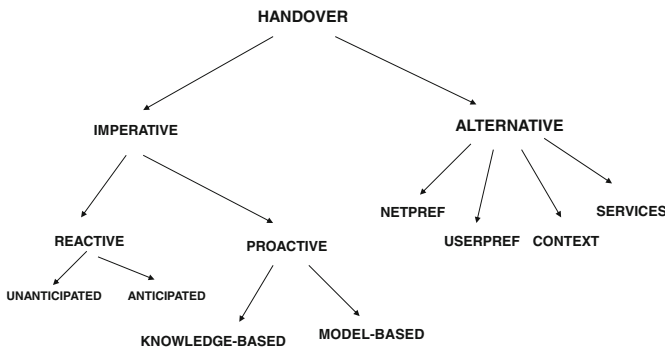 HANDOVER
IMPERATIVE
ALTERNATIVE
NETPREF
SERVICES
REACTIVE
PROACTIVE
USERPREF
CONTEXT
UNANTICIPATED
ANTICIPATED
KNOWLEDGE-BASED
MODEL-BASED